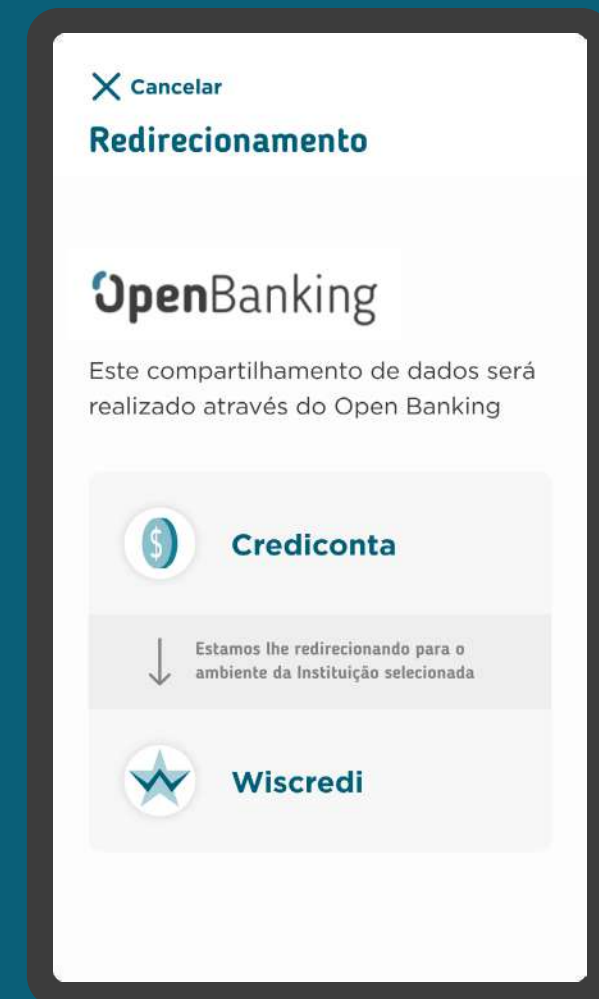 Cancelar
Redirecionamento
OpenBanking
Este compartilhamento de dados será
realizado através do Open Banking
$
Crediconta
Estamos lhe redirecionando para o
ambiente da Instituição selecionada
Wiscredi